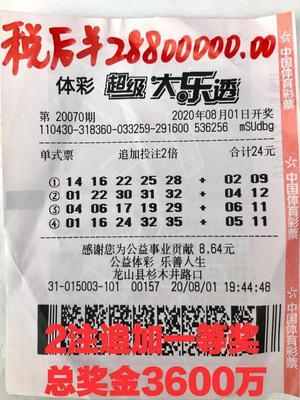 税后¥28800000.00
体彩 超级大乐透
第 20070期 2020年08月01日开奖
110430-318360-033259-291600 536256 mSUdbg
单式票 追加投注2倍 合计24元
① 14 16 22 25 28 + 02 09
② 01 22 30 31 32 + 04 12
③ 04 06 17 19 29 + 06 11
④ 01 16 24 32 35 + 05 11
感谢您为公益事业贡献 8.64元
公益体彩 乐善人生
龙山县杉木井路口
31-015003-101 00157 20/08/01 19:44:48
2注追加一等奖
总奖金3600万
中国体育彩票
中国体育彩票